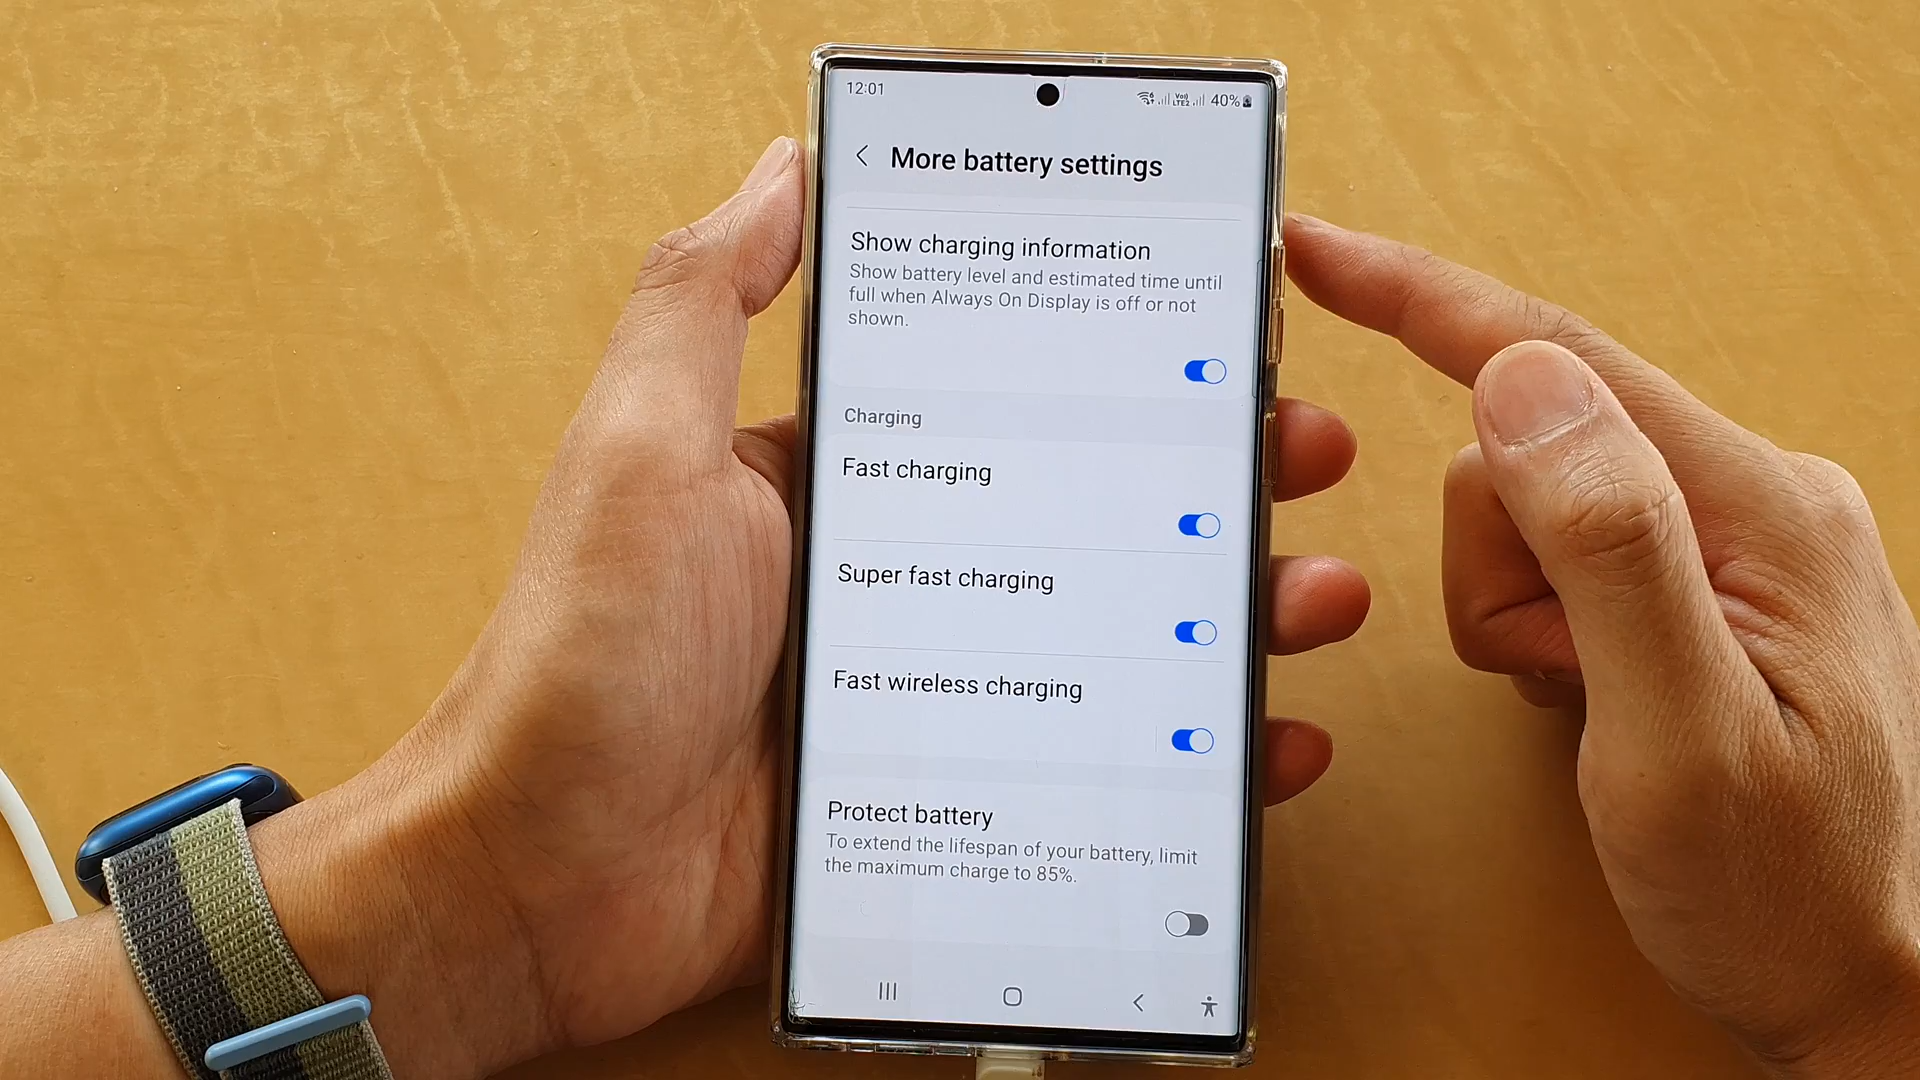 12:01
Vo)) LTE2 40%
More battery settings
Show charging information
Show battery level and estimated time until
full when Always On Display is off or not
shown.
Charging
Fast charging
Super fast charging
Fast wireless charging
Protect battery
To extend the lifespan of your battery, limit
the maximum charge to 85%.